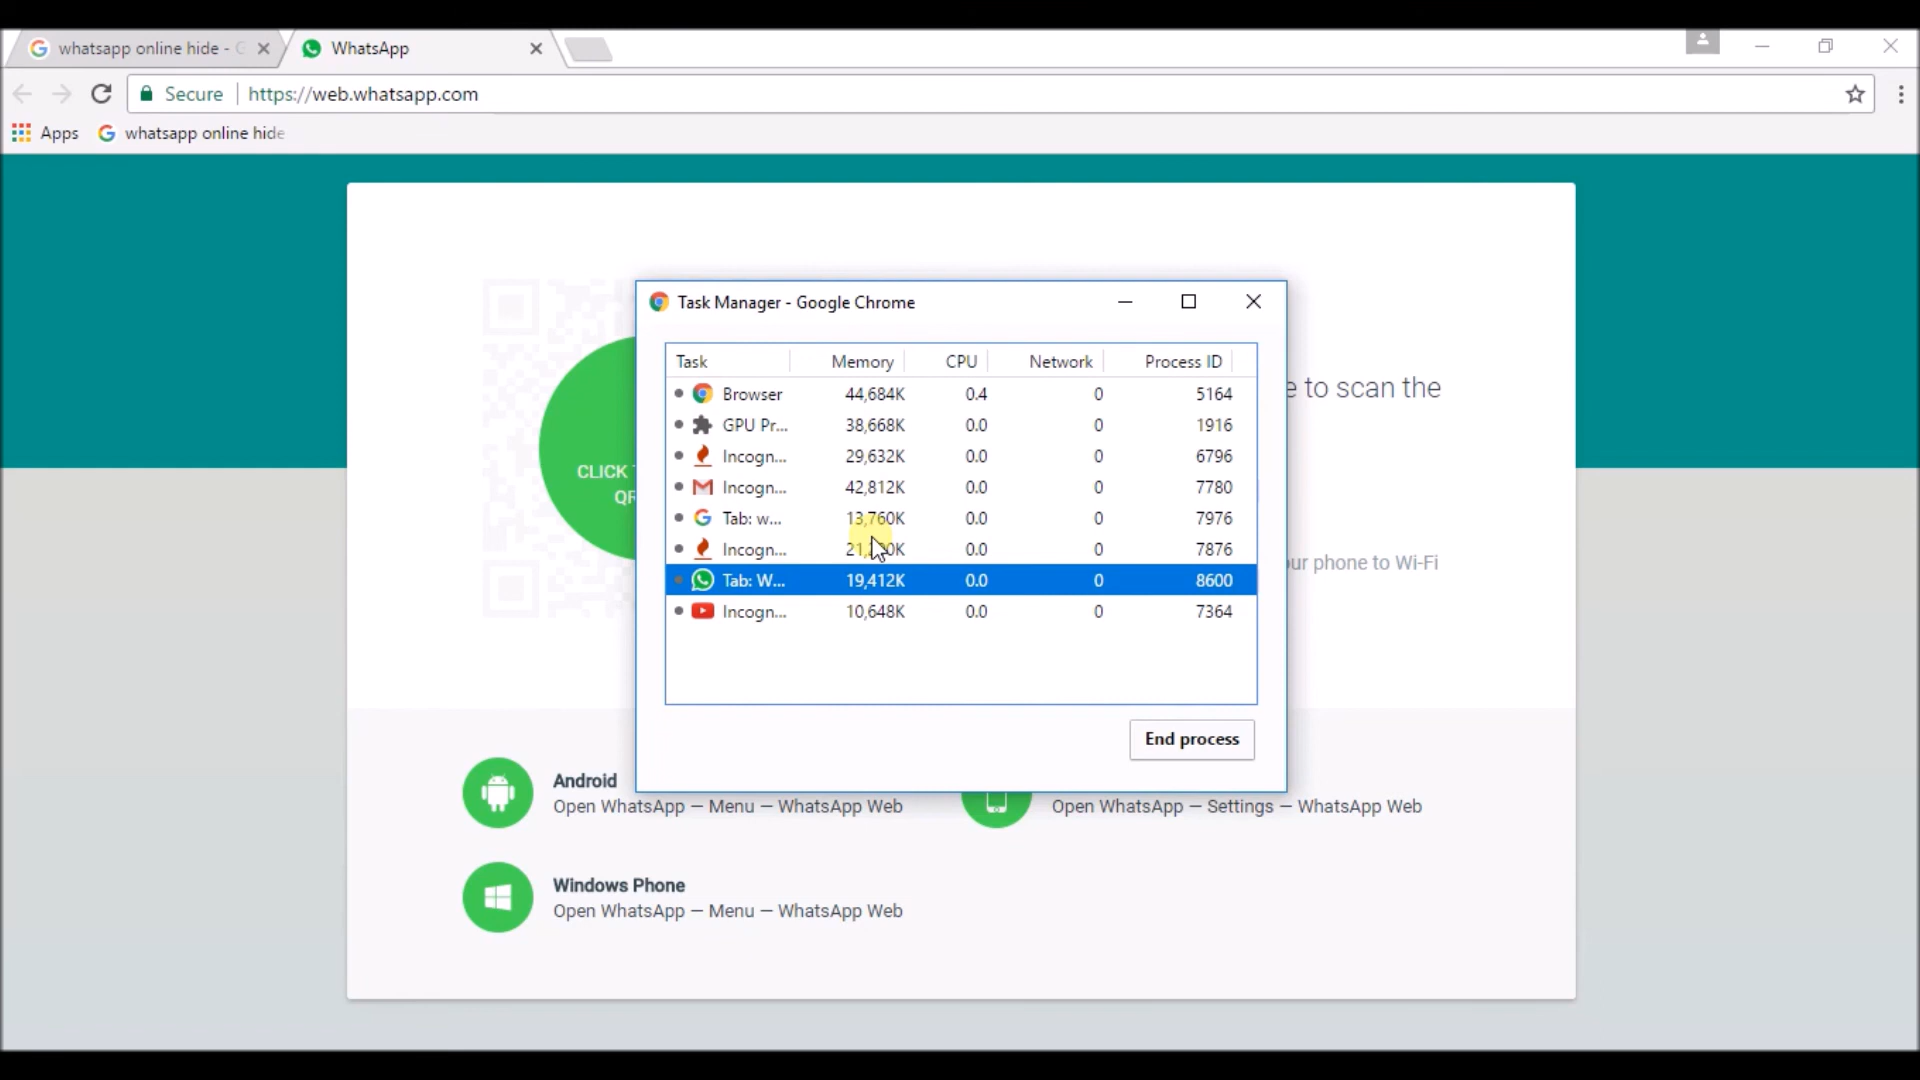 whatsapp online hide -
WhatsApp
Secure
https://web.whatsapp.com
Apps
whatsapp online hide
Task Manager - Google Chrome
Task Memory CPU Network Process ID
Browser 44,684K 0.4 0 5164
GPU Pr... 38,668K 0.0 0 1916
Incogn... 29,632K 0.0 0 6796
Incogn... 42,812K 0.0 0 7780
Tab: w... 13,760K 0.0 0 7976
Incogn... 0.0 0 7876
Tab: W... 19,412K 0.0 0 8600
Incogn... 10,648K 0.0 0 7364
End process
e to scan the
CLICK
QR
ur phone to Wi-Fi
Android
Open WhatsApp — Menu — WhatsApp Web
Open WhatsApp — Settings — WhatsApp Web
Windows Phone
Open WhatsApp — Menu — WhatsApp Web